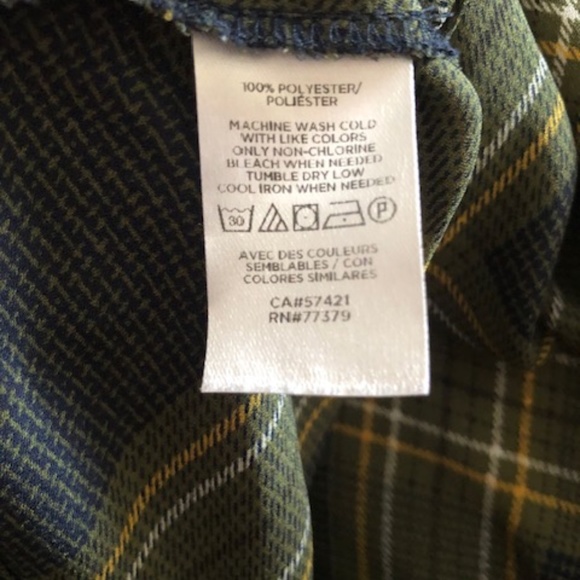 100% POLYESTER/
POLIÉSTER
MACHINE WASH COLD
WITH LIKE COLORS
ONLY NON-CHLORINE
BLEACH WHEN NEEDED
TUMBLE DRY LOW
COOL IRON WHEN NEEDED
30 P
AVEC DES COULEURS
SEMBLABLES / CON
COLORES SIMILARES
CA#57421
RN#77379